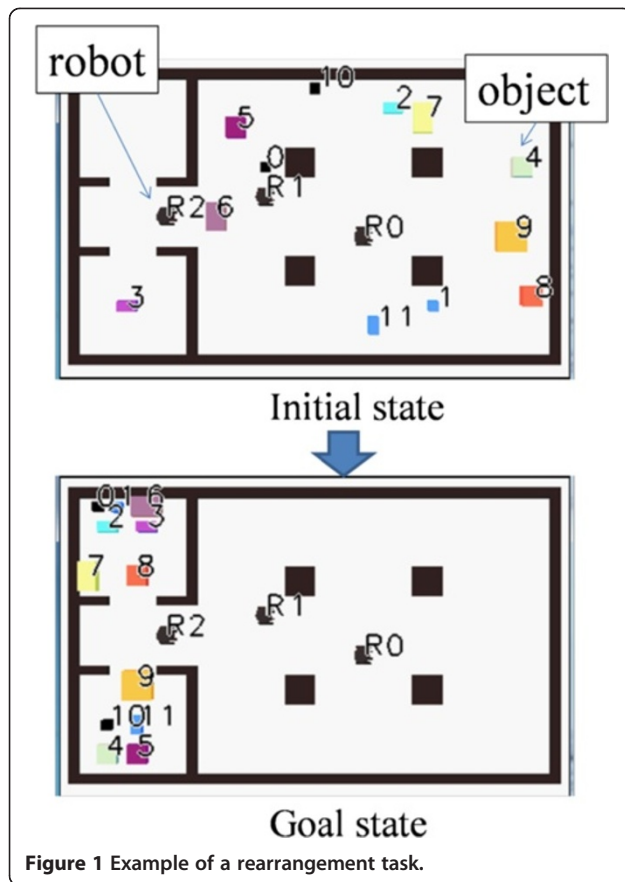 robot
10
2 7
object
5
0
4
R1
R2 6
R0
9
3
8
1
11
Initial state
0 1 6
2 3
7 8
R1
R2
R0
9
10 11
4 5
Goal state
Figure 1 Example of a rearrangement task.